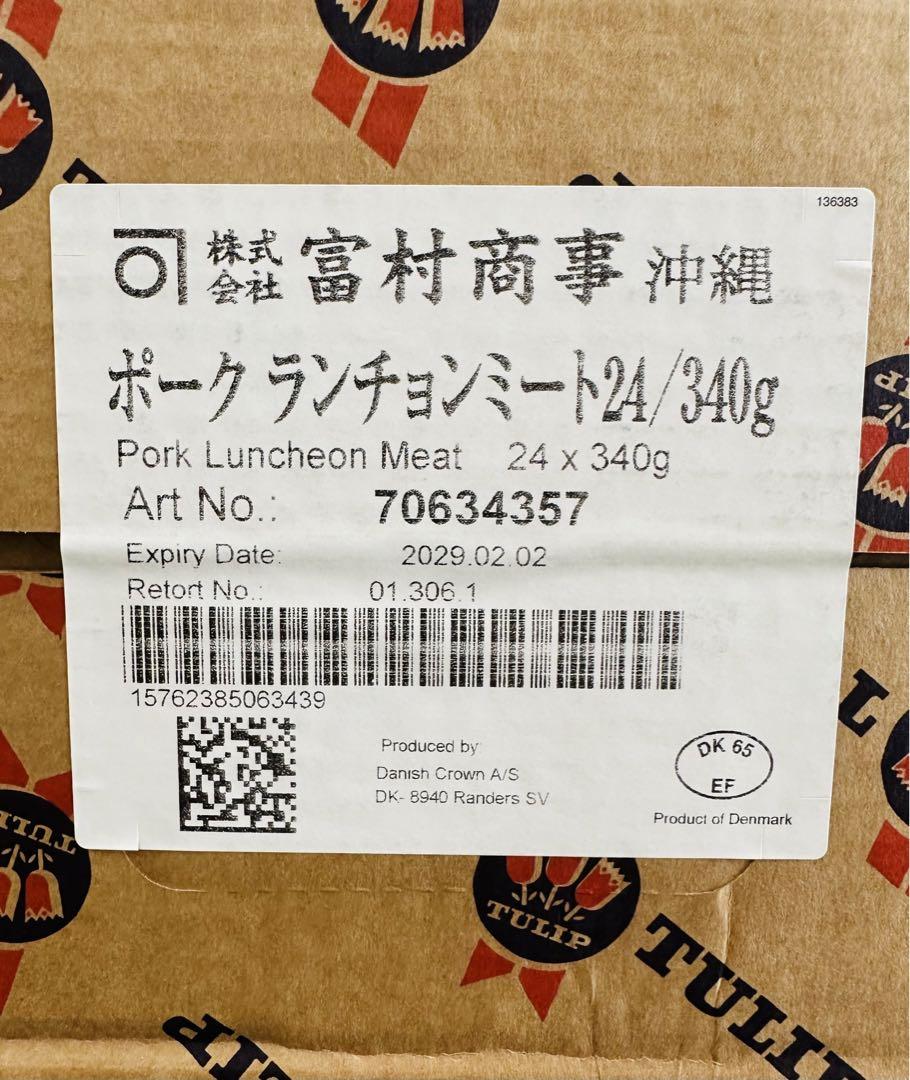 136383
株式会社 富村商事 沖縄
ポークランチョンミート24/340g
Pork Luncheon Meat 24 x 340g
Art No.: 70634357
Expiry Date: 2029.02.02
Retort No.: 01.306.1
15762385063439
Produced by
Danish Crown A/S
DK- 8940 Randers SV
DK 65
EF
Product of Denmark
TULIP
TULIP
TULIP
TULIP